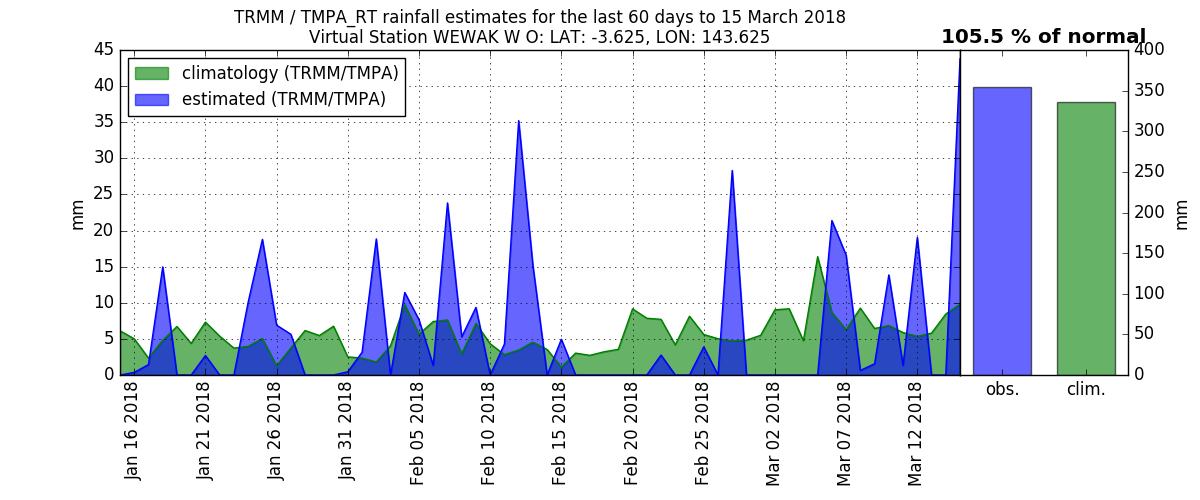 TRMM / TMPA_RT rainfall estimates for the last 60 days to 15 March 2018
Virtual Station WEWAK W O: LAT: -3.625, LON: 143.625
105.5 % of normal
climatology (TRMM/TMPA)
estimated (TRMM/TMPA)
45
40
35
30
25
20
15
10
5
0
mm
400
350
300
250
200
150
100
50
0
mm
Jan 16 2018
Jan 21 2018
Jan 26 2018
Jan 31 2018
Feb 05 2018
Feb 10 2018
Feb 15 2018
Feb 20 2018
Feb 25 2018
Mar 02 2018
Mar 07 2018
Mar 12 2018
obs.
clim.